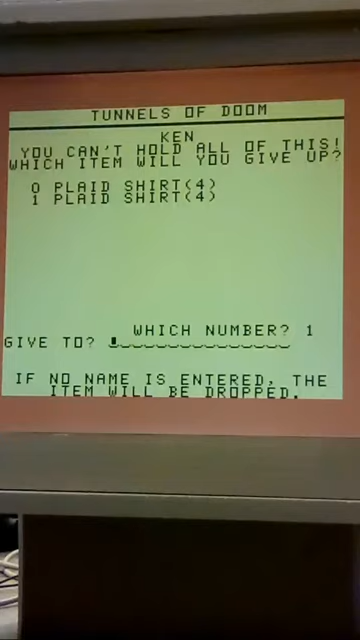 TUNNELS OF DOOM
KEN
YOU CAN'T HOLD ALL OF THIS!
WHICH ITEM WILL YOU GIVE UP?
0 PLAID SHIRT(4)
1 PLAID SHIRT(4)
WHICH NUMBER? 1
GIVE TO?
IF NO NAME IS ENTERED, THE
ITEM WILL BE DROPPED.